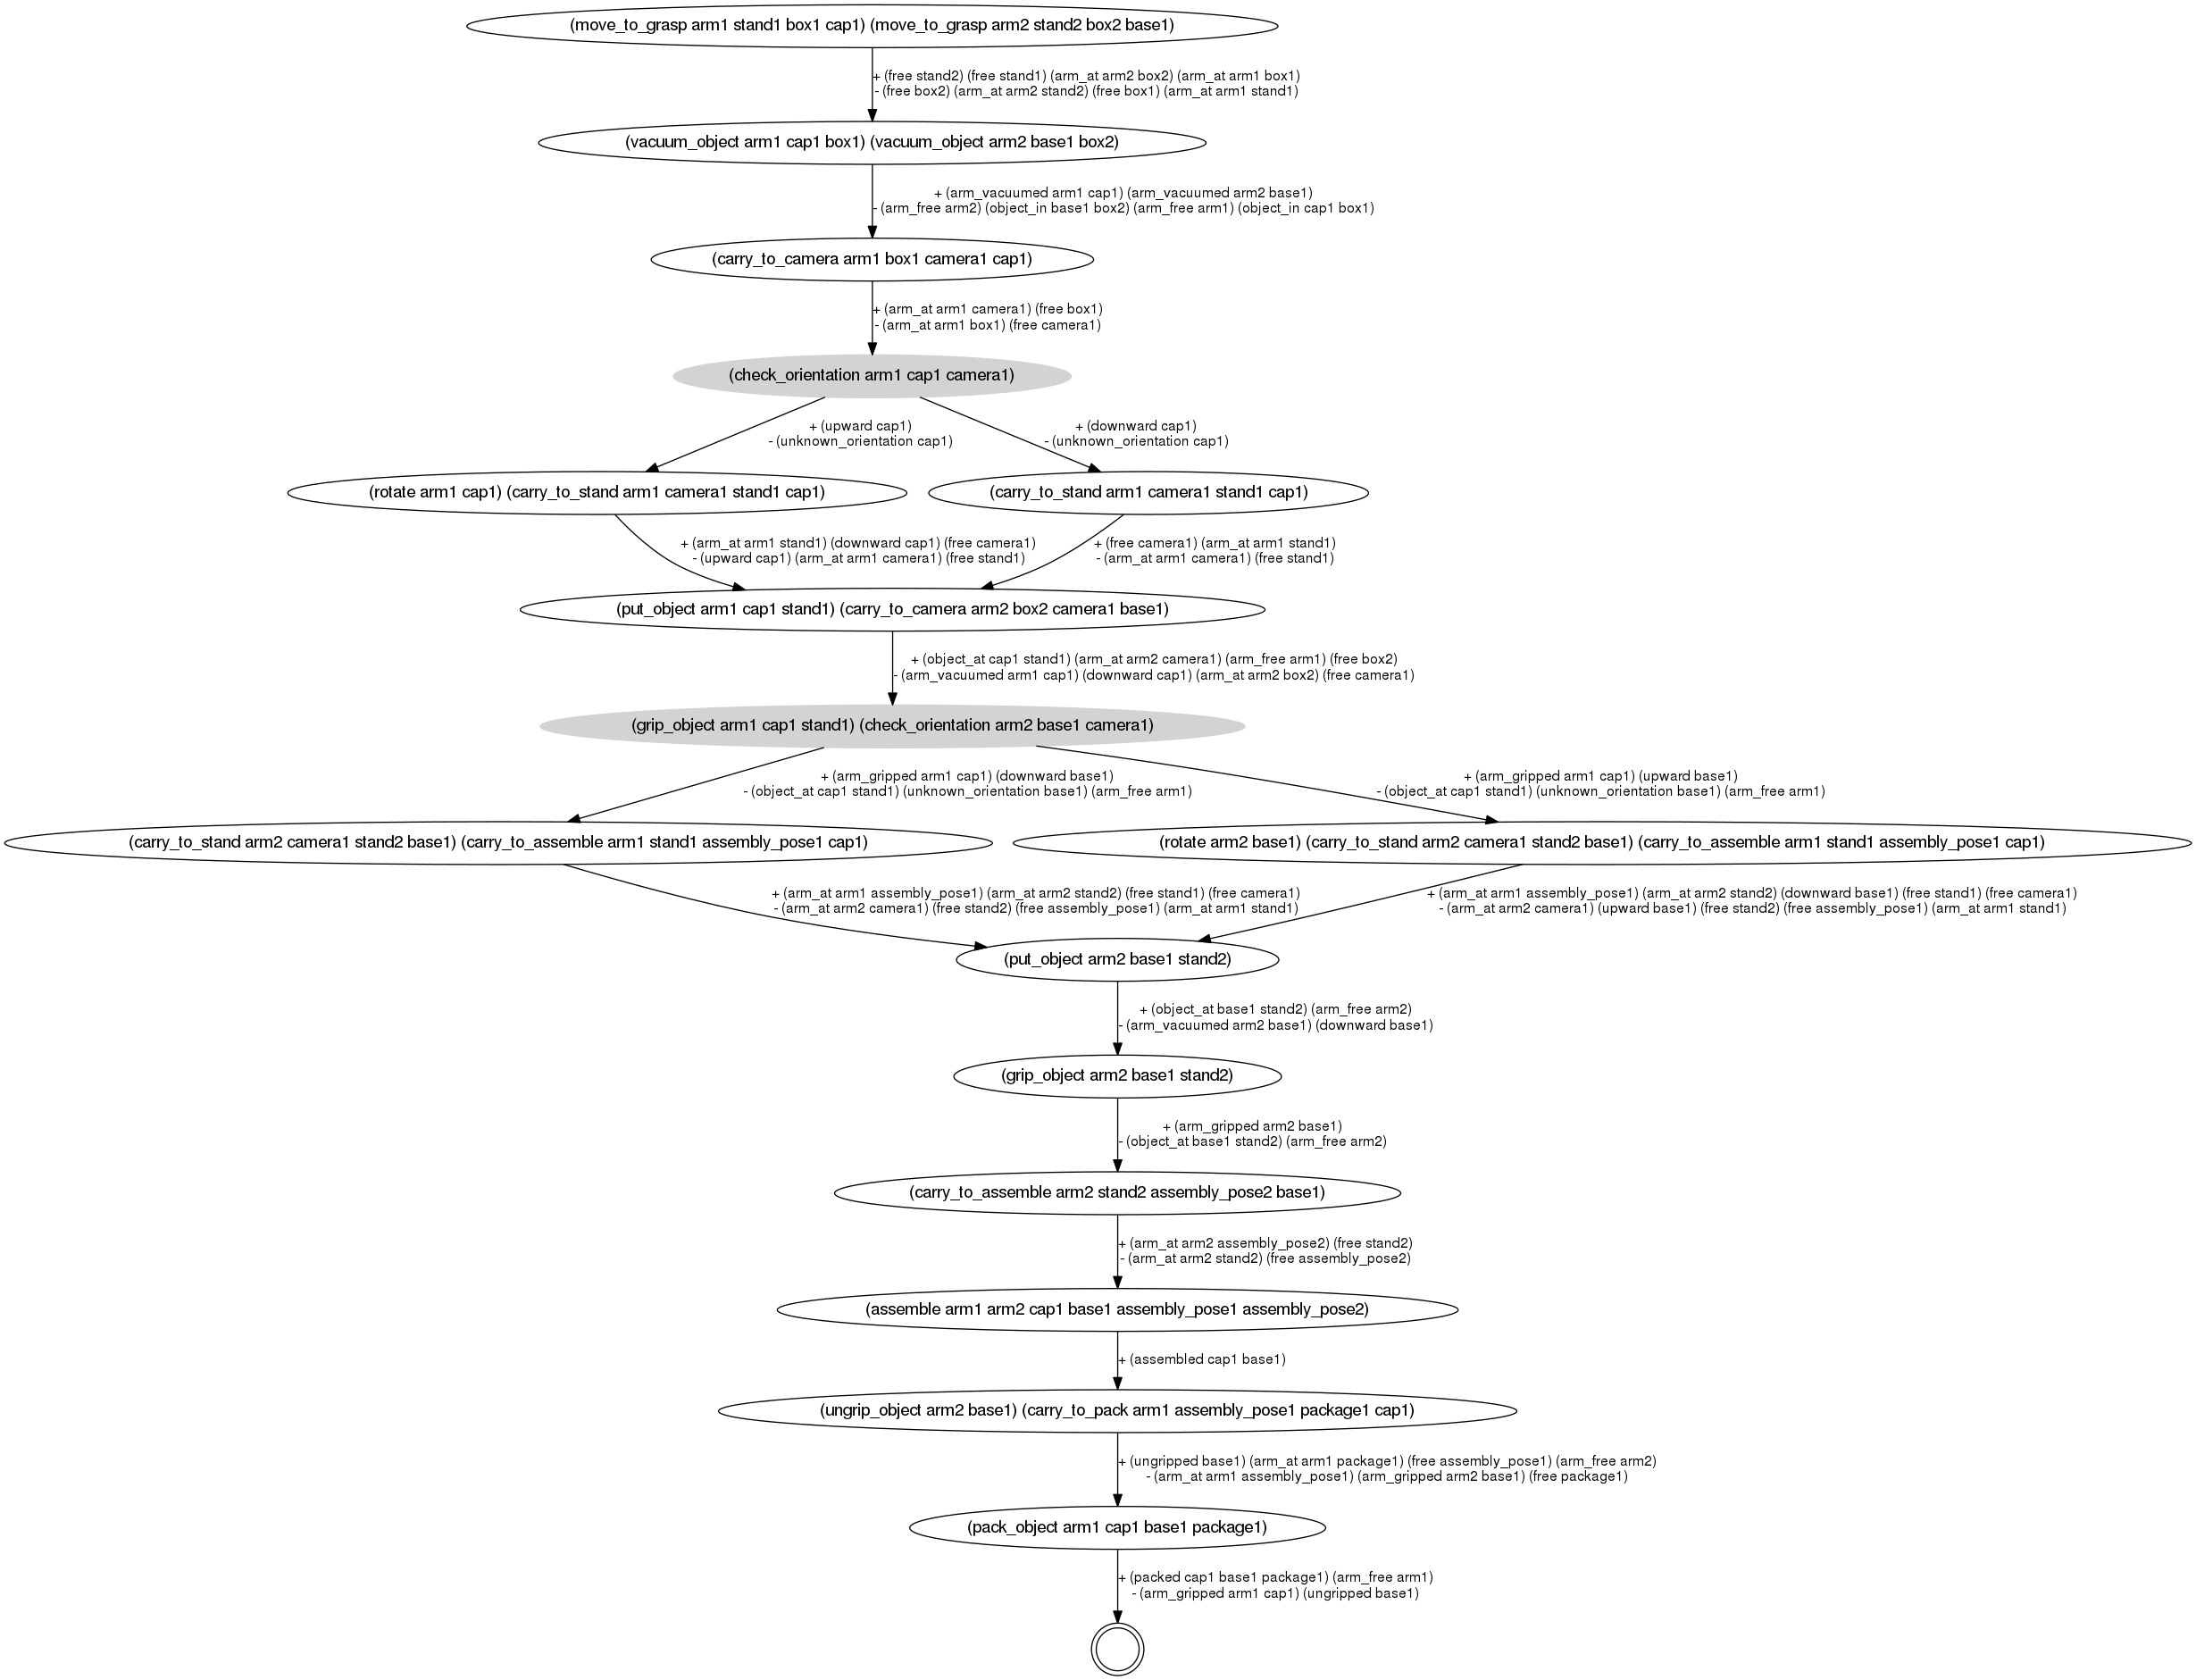 (move_to_grasp arm1 stand1 box1 cap1) (move_to_grasp arm2 stand2 box2 base1)
+ (free stand2) (free stand1) (arm_at arm2 box2) (arm_at arm1 box1)
- (free box2) (arm_at arm2 stand2) (free box1) (arm_at arm1 stand1)
(vacuum_object arm1 cap1 box1) (vacuum_object arm2 base1 box2)
+ (arm_vacuumed arm1 cap1) (arm_vacuumed arm2 base1)
- (arm_free arm2) (object_in base1 box2) (arm_free arm1) (object_in cap1 box1)
(carry_to_camera arm1 box1 camera1 cap1)
+ (arm_at arm1 camera1) (free box1)
- (arm_at arm1 box1) (free camera1)
(check_orientation arm1 cap1 camera1)
+ (upward cap1)
- (unknown_orientation cap1)
+ (downward cap1)
- (unknown_orientation cap1)
(rotate arm1 cap1) (carry_to_stand arm1 camera1 stand1 cap1)
(carry_to_stand arm1 camera1 stand1 cap1)
+ (arm_at arm1 stand1) (downward cap1) (free camera1)
- (upward cap1) (arm_at arm1 camera1) (free stand1)
+ (free camera1) (arm_at arm1 stand1)
- (arm_at arm1 camera1) (free stand1)
(put_object arm1 cap1 stand1) (carry_to_camera arm2 box2 camera1 base1)
+ (object_at cap1 stand1) (arm_at arm2 camera1) (arm_free arm1) (free box2)
- (arm_vacuumed arm1 cap1) (downward cap1) (arm_at arm2 box2) (free camera1)
(grip_object arm1 cap1 stand1) (check_orientation arm2 base1 camera1)
+ (arm_gripped arm1 cap1) (downward base1)
- (object_at cap1 stand1) (unknown_orientation base1) (arm_free arm1)
+ (arm_gripped arm1 cap1) (upward base1)
- (object_at cap1 stand1) (unknown_orientation base1) (arm_free arm1)
(carry_to_stand arm2 camera1 stand2 base1) (carry_to_assemble arm1 stand1 assembly_pose1 cap1)
(rotate arm2 base1) (carry_to_stand arm2 camera1 stand2 base1) (carry_to_assemble arm1 stand1 assembly_pose1 cap1)
+ (arm_at arm1 assembly_pose1) (arm_at arm2 stand2) (free stand1) (free camera1)
- (arm_at arm2 camera1) (free stand2) (free assembly_pose1) (arm_at arm1 stand1)
+ (arm_at arm1 assembly_pose1) (arm_at arm2 stand2) (downward base1) (free stand1) (free camera1)
- (arm_at arm2 camera1) (upward base1) (free stand2) (free assembly_pose1) (arm_at arm1 stand1)
(put_object arm2 base1 stand2)
+ (object_at base1 stand2) (arm_free arm2)
- (arm_vacuumed arm2 base1) (downward base1)
(grip_object arm2 base1 stand2)
+ (arm_gripped arm2 base1)
- (object_at base1 stand2) (arm_free arm2)
(carry_to_assemble arm2 stand2 assembly_pose2 base1)
+ (arm_at arm2 assembly_pose2) (free stand2)
- (arm_at arm2 stand2) (free assembly_pose2)
(assemble arm1 arm2 cap1 base1 assembly_pose1 assembly_pose2)
+ (assembled cap1 base1)
(ungrip_object arm2 base1) (carry_to_pack arm1 assembly_pose1 package1 cap1)
+ (ungripped base1) (arm_at arm1 package1) (free assembly_pose1) (arm_free arm2)
- (arm_at arm1 assembly_pose1) (arm_gripped arm2 base1) (free package1)
(pack_object arm1 cap1 base1 package1)
+ (packed cap1 base1 package1) (arm_free arm1)
- (arm_gripped arm1 cap1) (ungripped base1)